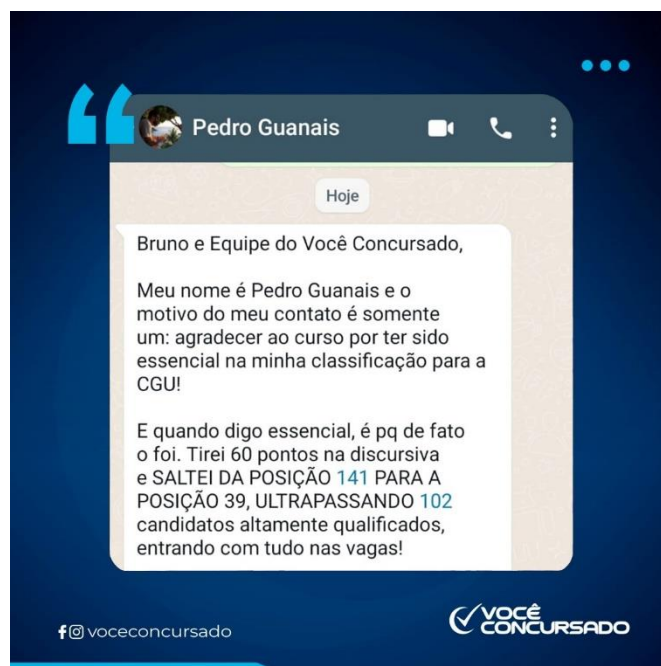 Pedro Guanais
Hoje
Bruno e Equipe do Você Concursado,
Meu nome é Pedro Guanais e o
motivo do meu contato é somente
um: agradecer ao curso por ter sido
essencial na minha classificação para a
CGU!
E quando digo essencial, é pq de fato
o foi. Tirei 60 pontos na discursiva
e SALTEI DA POSIÇÃO 141 PARA A
POSIÇÃO 39, ULTRAPASSANDO 102
candidatos altamente qualificados,
entrando com tudo nas vagas!
voceconcursado
VOCÊ
CONCURSADO